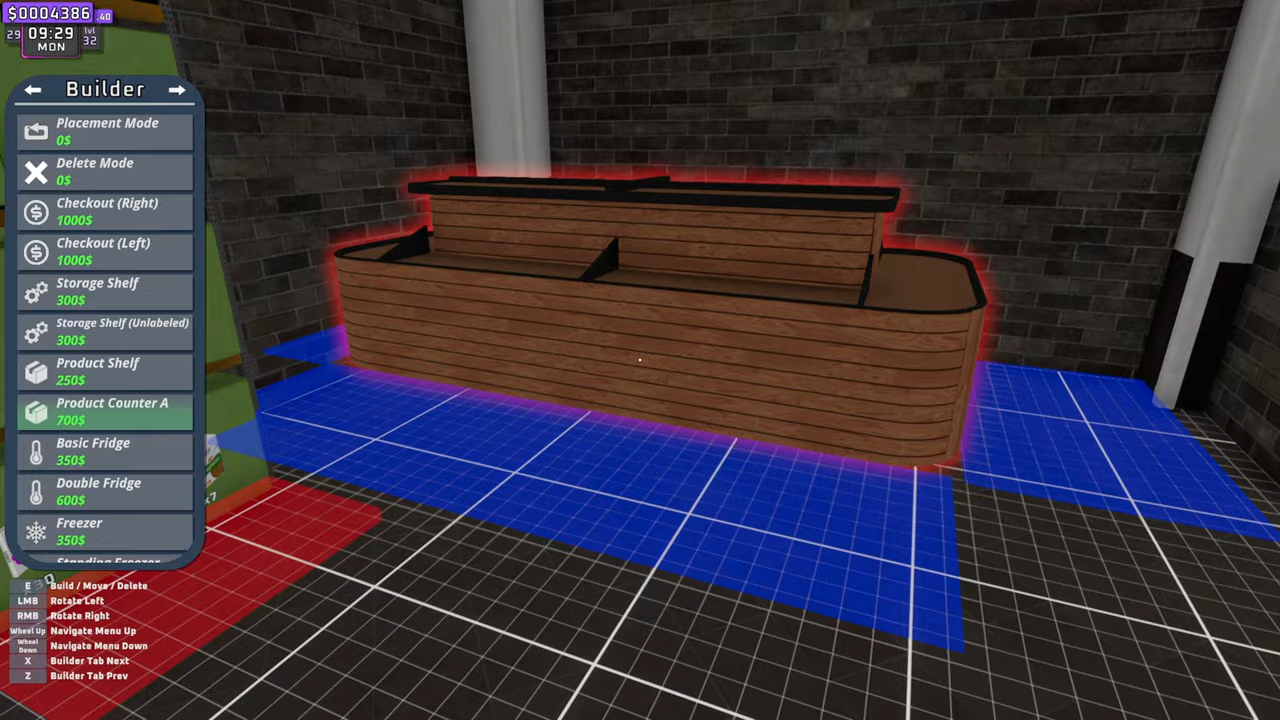 $0004386 .40
29 09:29 lvl 32
MON
Builder
Placement Mode
0$
Delete Mode
0$
Checkout (Right)
1000$
Checkout (Left)
1000$
Storage Shelf
300$
Storage Shelf (Unlabeled)
300$
Product Shelf
250$
Product Counter A
700$
Basic Fridge
350$
Double Fridge
600$
Freezer
350$
Standing Freezer
E Build / Move / Delete
LMB Rotate Left
RMB Rotate Right
Wheel Up Navigate Menu Up
Wheel Down Navigate Menu Down
X Builder Tab Next
Z Builder Tab Prev